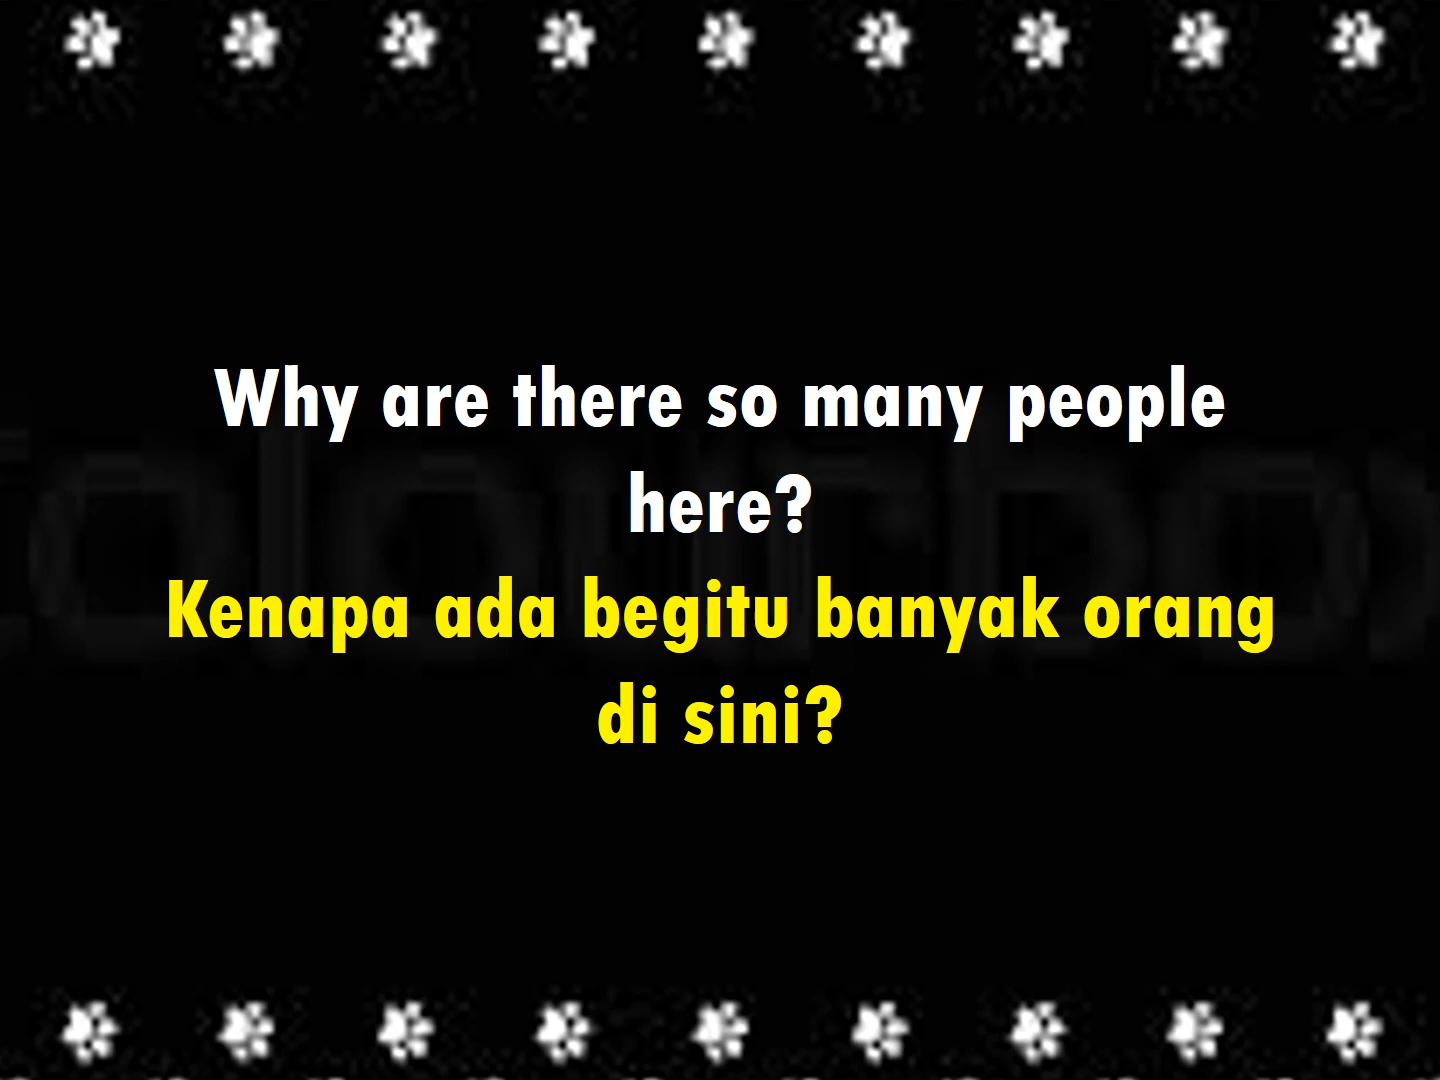 Why are there so many people
here?
Kenapa ada begitu banyak orang
di sini?